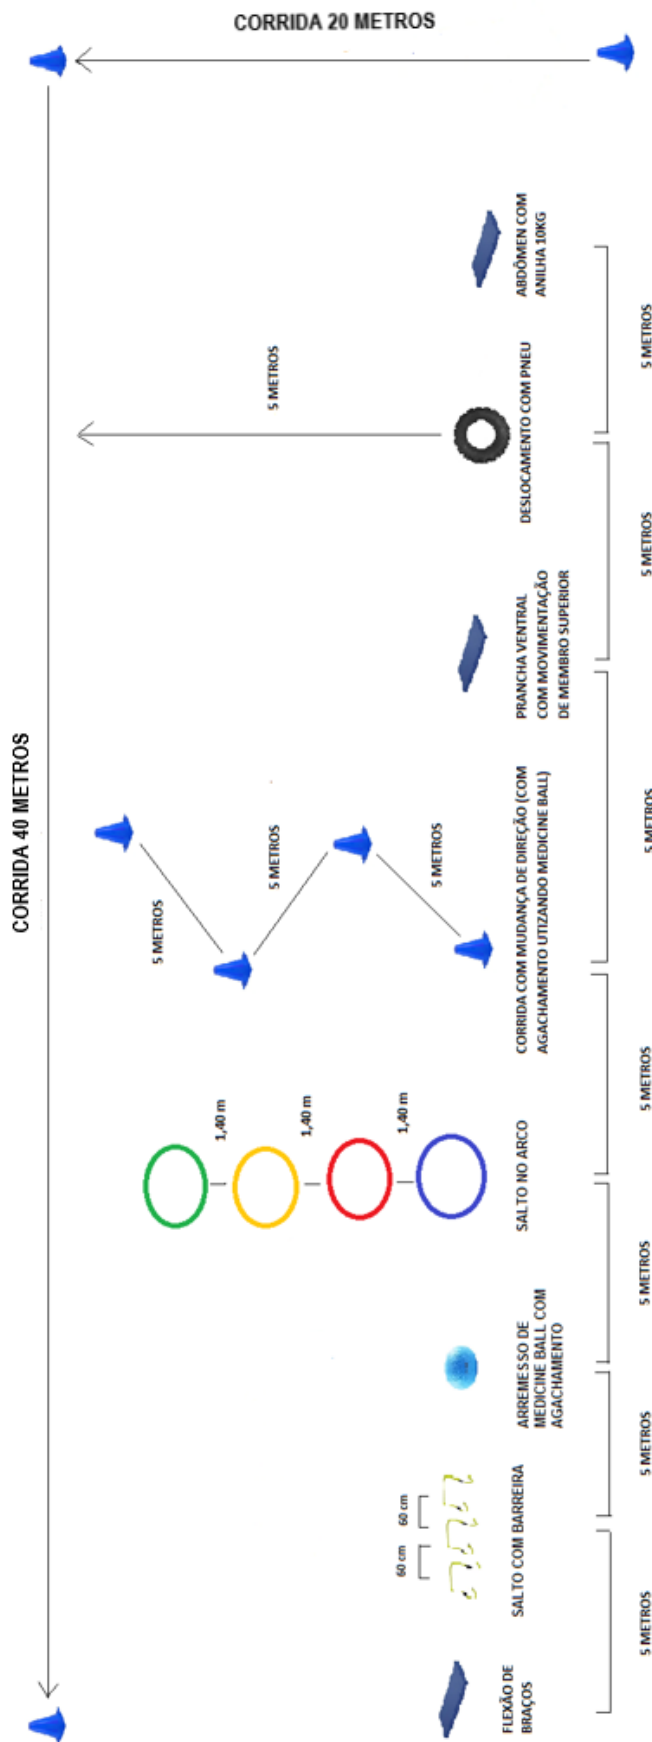 CORRIDA 20 METROS
CORRIDA 40 METROS
ABDÔMEN COM
ANILHA 10KG
5 METROS
5 METROS
DESLOCAMENTO COM PNEU
5 METROS
PRANCHA VENTRAL
COM MOVIMENTAÇÃO
DE MEMBRO SUPERIOR
5 METROS
5 METROS
5 METROS
5 METROS
CORRIDA COM MUDANÇA DE DIREÇÃO (COM
AGACHAMENTO UTIZANDO MEDICINE BALL)
5 METROS
1,40 m
1,40 m
1,40 m
SALTO NO ARCO
5 METROS
ARREMESSO DE
MEDICINE BALL COM
AGACHAMENTO
5 METROS
60 cm
60 cm
SALTO COM BARREIRA
5 METROS
FLEXÃO DE
BRAÇOS